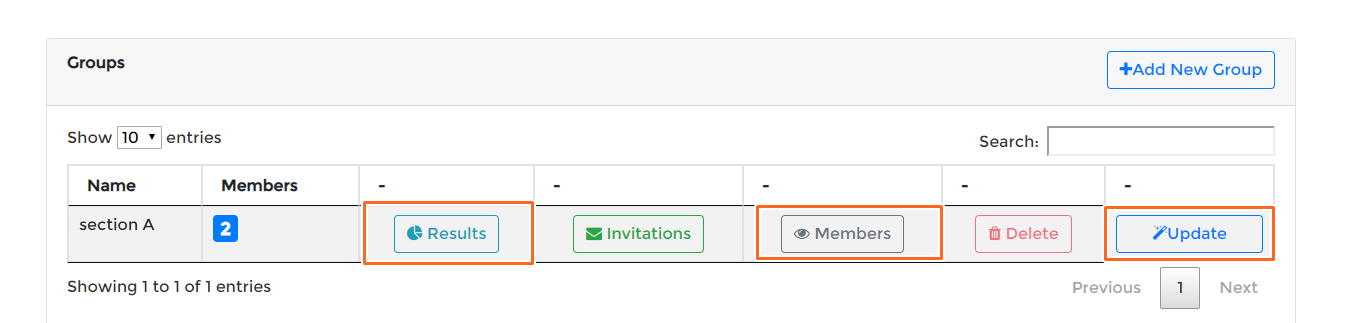 Groups
Add New Group
Show 10 entries
Search:
Name Members - - - - -
section A 2 Results Invitations Members Delete Update
Showing 1 to 1 of 1 entries
Previous 1 Next